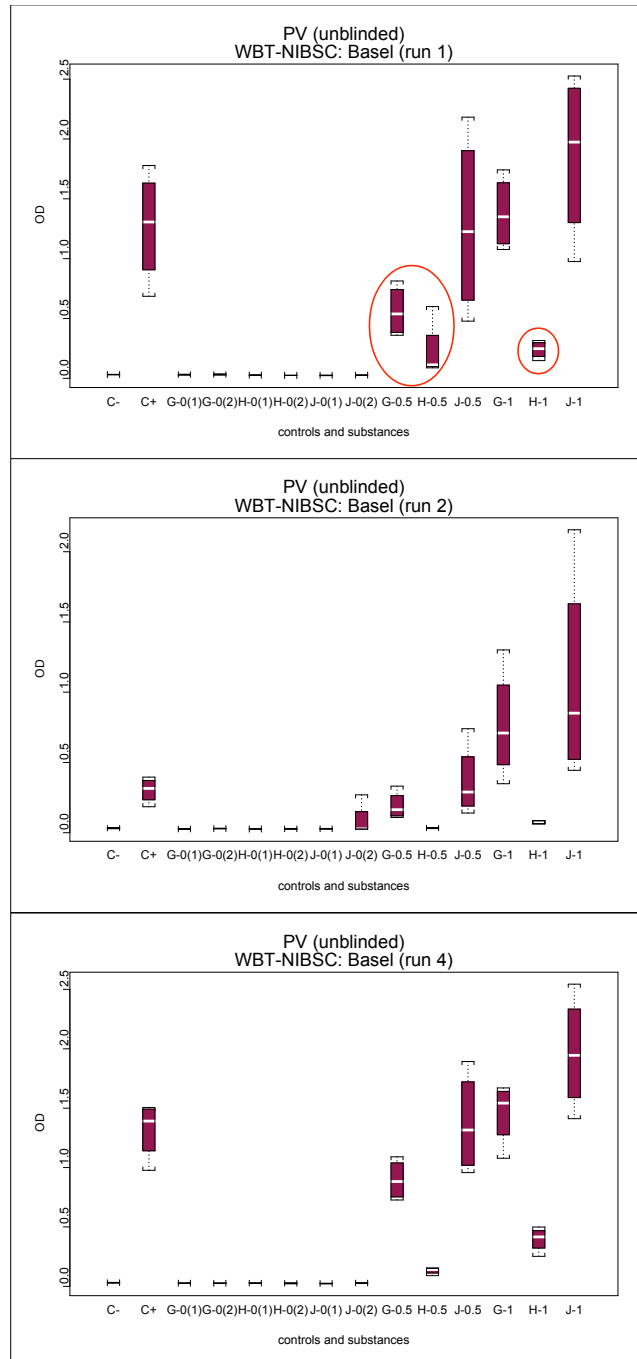 PV (unblinded)
WBT-NIBSC: Basel (run 1)
2.5
2.0
1.5
1.0
0.5
0.0
OD
C- C+ G-0(1) G-0(2) H-0(1) H-0(2) J-0(1) J-0(2) G-0.5 H-0.5 J-0.5 G-1 H-1 J-1
controls and substances
PV (unblinded)
WBT-NIBSC: Basel (run 2)
2.0
1.5
1.0
0.5
0.0
OD
C- C+ G-0(1) G-0(2) H-0(1) H-0(2) J-0(1) J-0(2) G-0.5 H-0.5 J-0.5 G-1 H-1 J-1
controls and substances
PV (unblinded)
WBT-NIBSC: Basel (run 4)
2.5
2.0
1.5
1.0
0.5
0.0
OD
C- C+ G-0(1) G-0(2) H-0(1) H-0(2) J-0(1) J-0(2) G-0.5 H-0.5 J-0.5 G-1 H-1 J-1
controls and substances